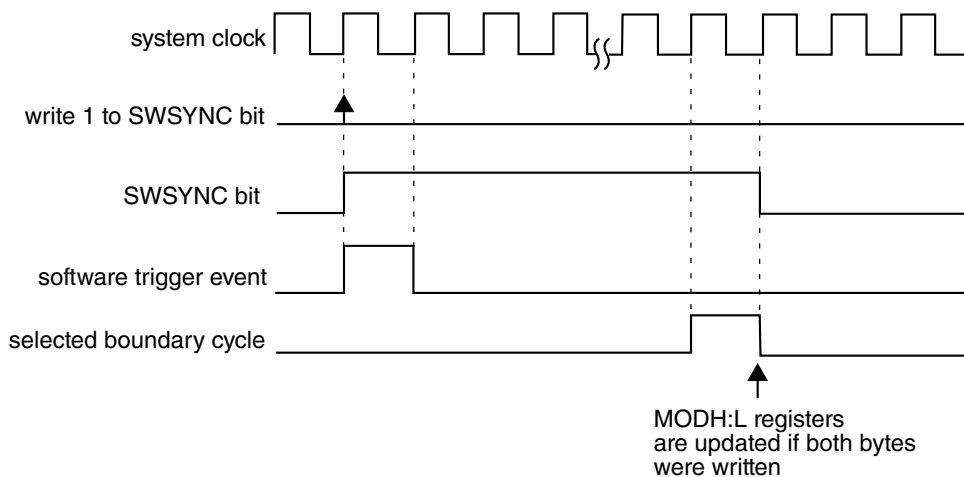 system clock
write 1 to SWSYNC bit
SWSYNC bit
software trigger event
selected boundary cycle
MODH:L registers
are updated if both bytes
were written